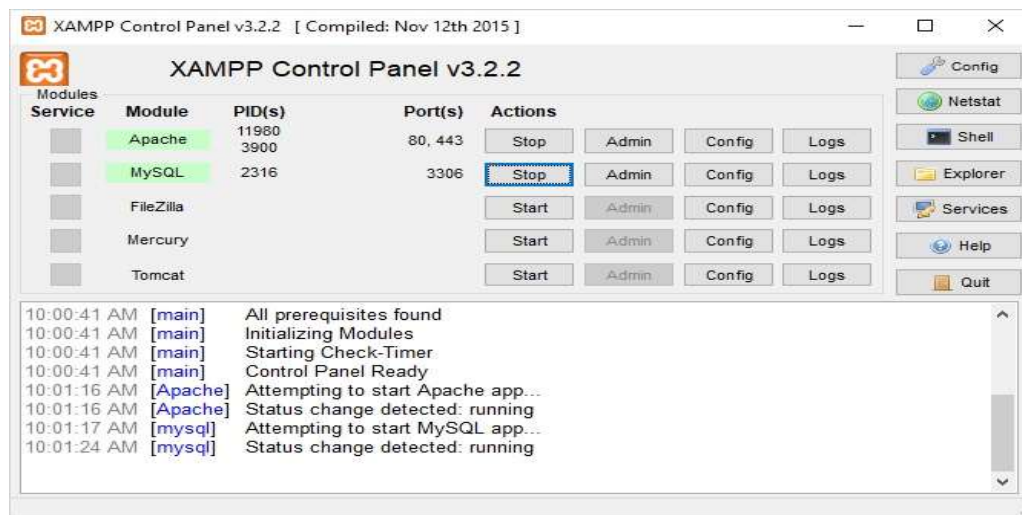 XAMPP Control Panel v3.2.2 [ Compiled: Nov 12th 2015 ]
XAMPP Control Panel v3.2.2
Config
Modules
Service Module PID(s) Port(s) Actions
Netstat
Apache 11980 3900 80, 443 Stop Admin Config Logs
Shell
MySQL 2316 3306 Stop Admin Config Logs
Explorer
FileZilla Start Admin Config Logs
Services
Mercury Start Admin Config Logs
Help
Tomcat Start Admin Config Logs
Quit
10:00:41 AM [main] All prerequisites found
10:00:41 AM [main] Initializing Modules
10:00:41 AM [main] Starting Check-Timer
10:00:41 AM [main] Control Panel Ready
10:01:16 AM [Apache] Attempting to start Apache app...
10:01:16 AM [Apache] Status change detected: running
10:01:17 AM [mysql] Attempting to start MySQL app...
10:01:24 AM [mysql] Status change detected: running